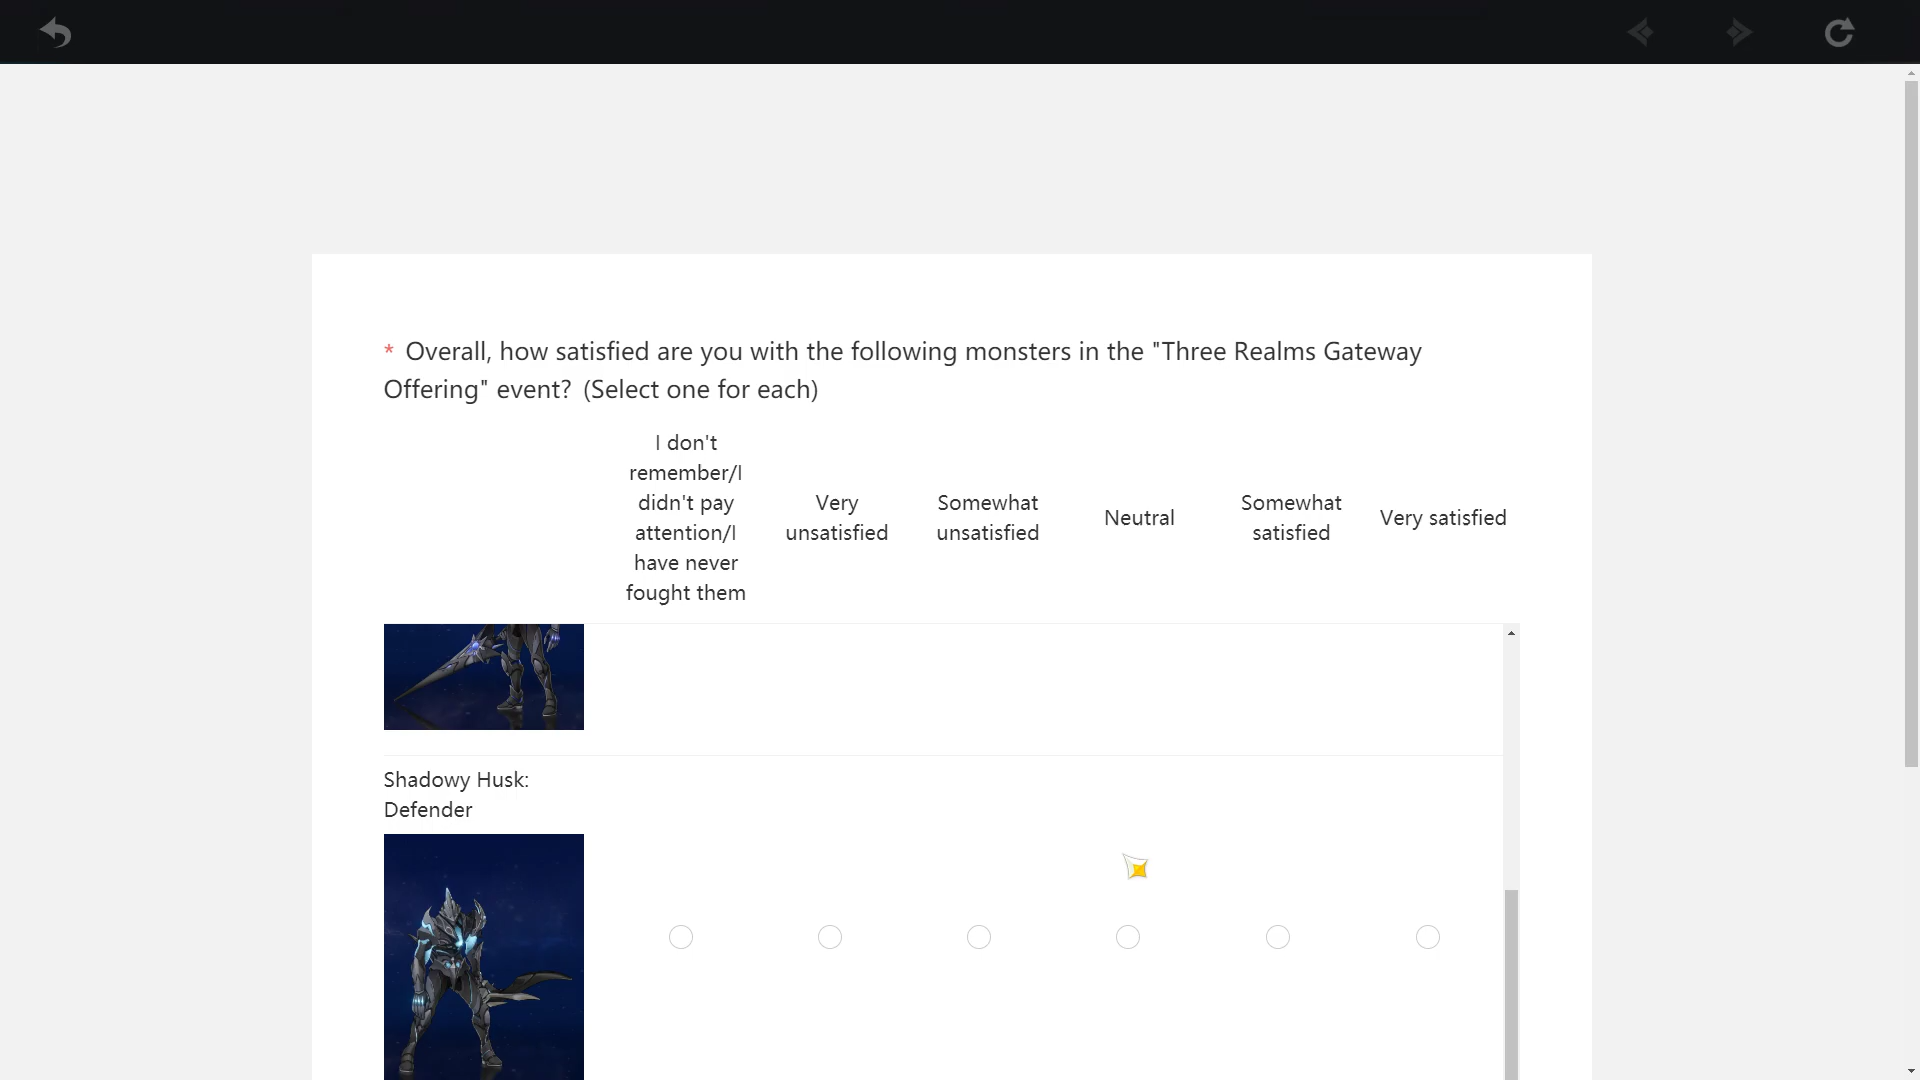 * Overall, how satisfied are you with the following monsters in the "Three Realms Gateway
Offering" event? (Select one for each)
I don't
remember/I
didn't pay
attention/I
have never
fought them
Very
unsatisfied
Somewhat
unsatisfied
Neutral
Somewhat
satisfied
Very satisfied
Shadowy Husk:
Defender